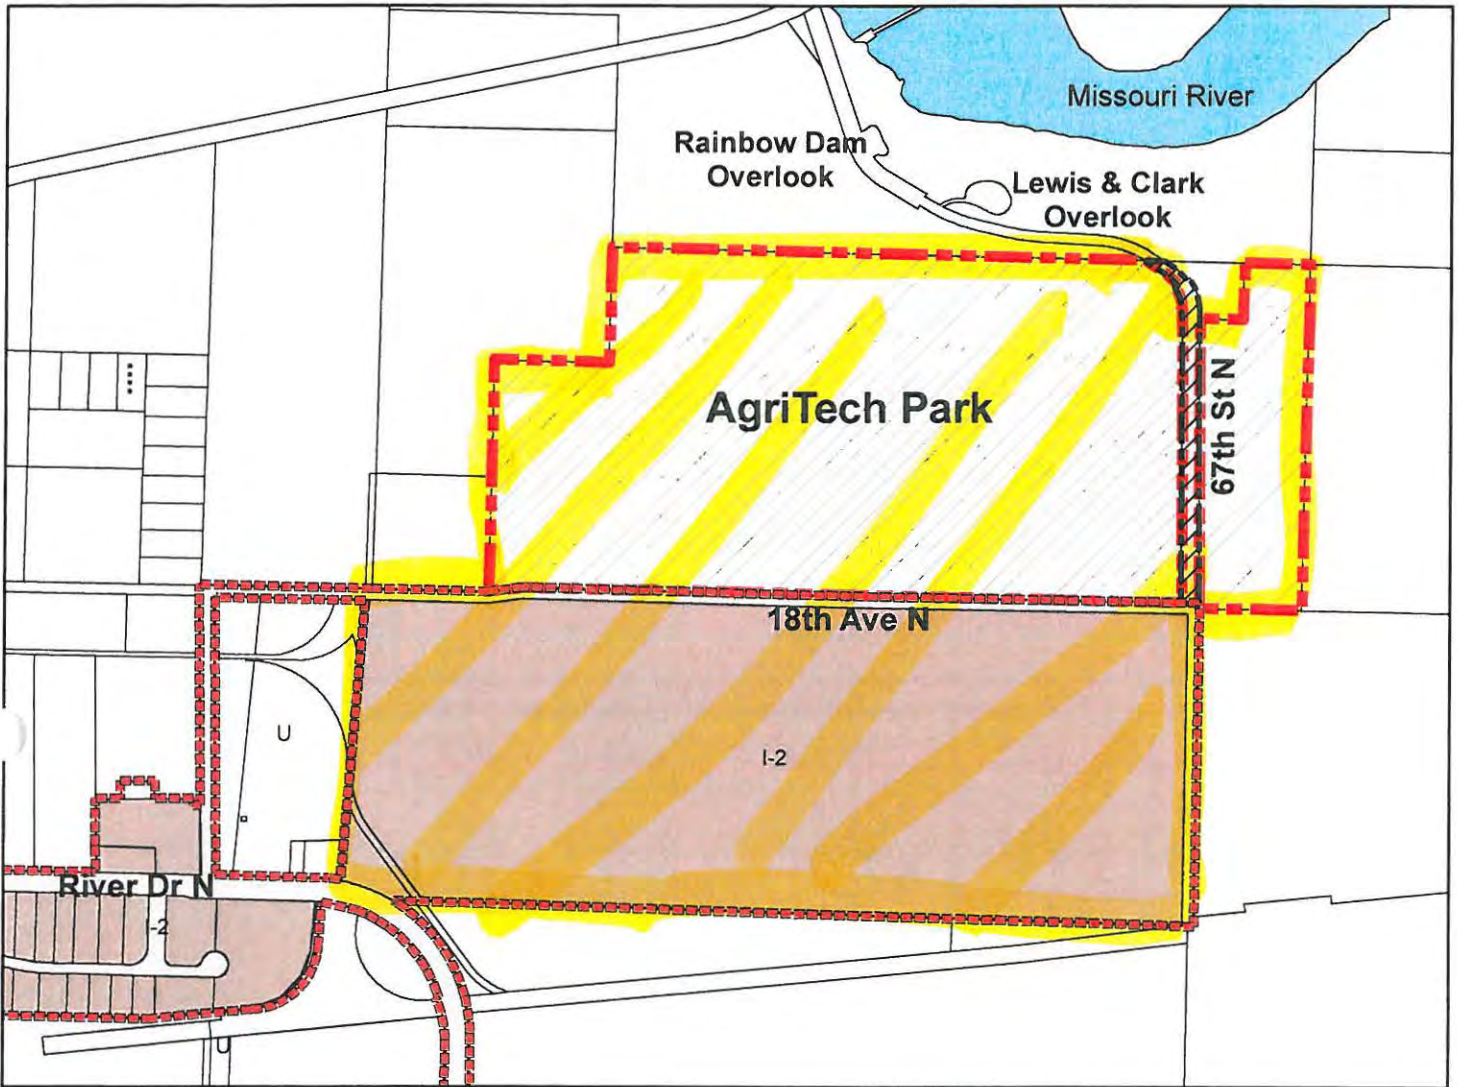 Missouri River
Rainbow Dam
Overlook
Lewis & Clark
Overlook
AgriTech Park
67th St N
18th Ave N
U
I-2
River Dr N
I-2
U